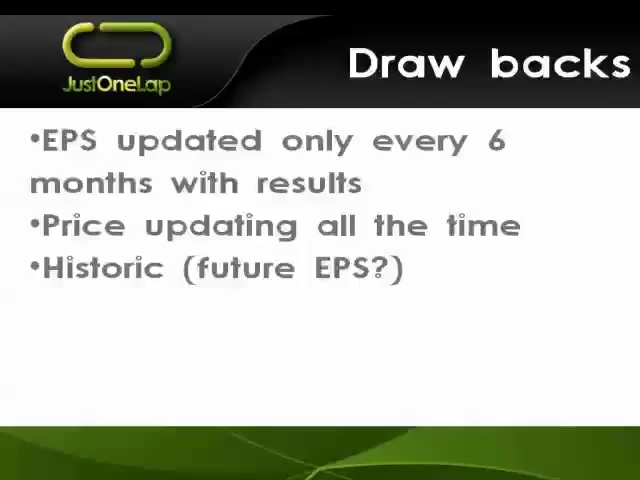 JustOneLap
Draw backs
•EPS updated only every 6
months with results
•Price updating all the time
•Historic (future EPS?)